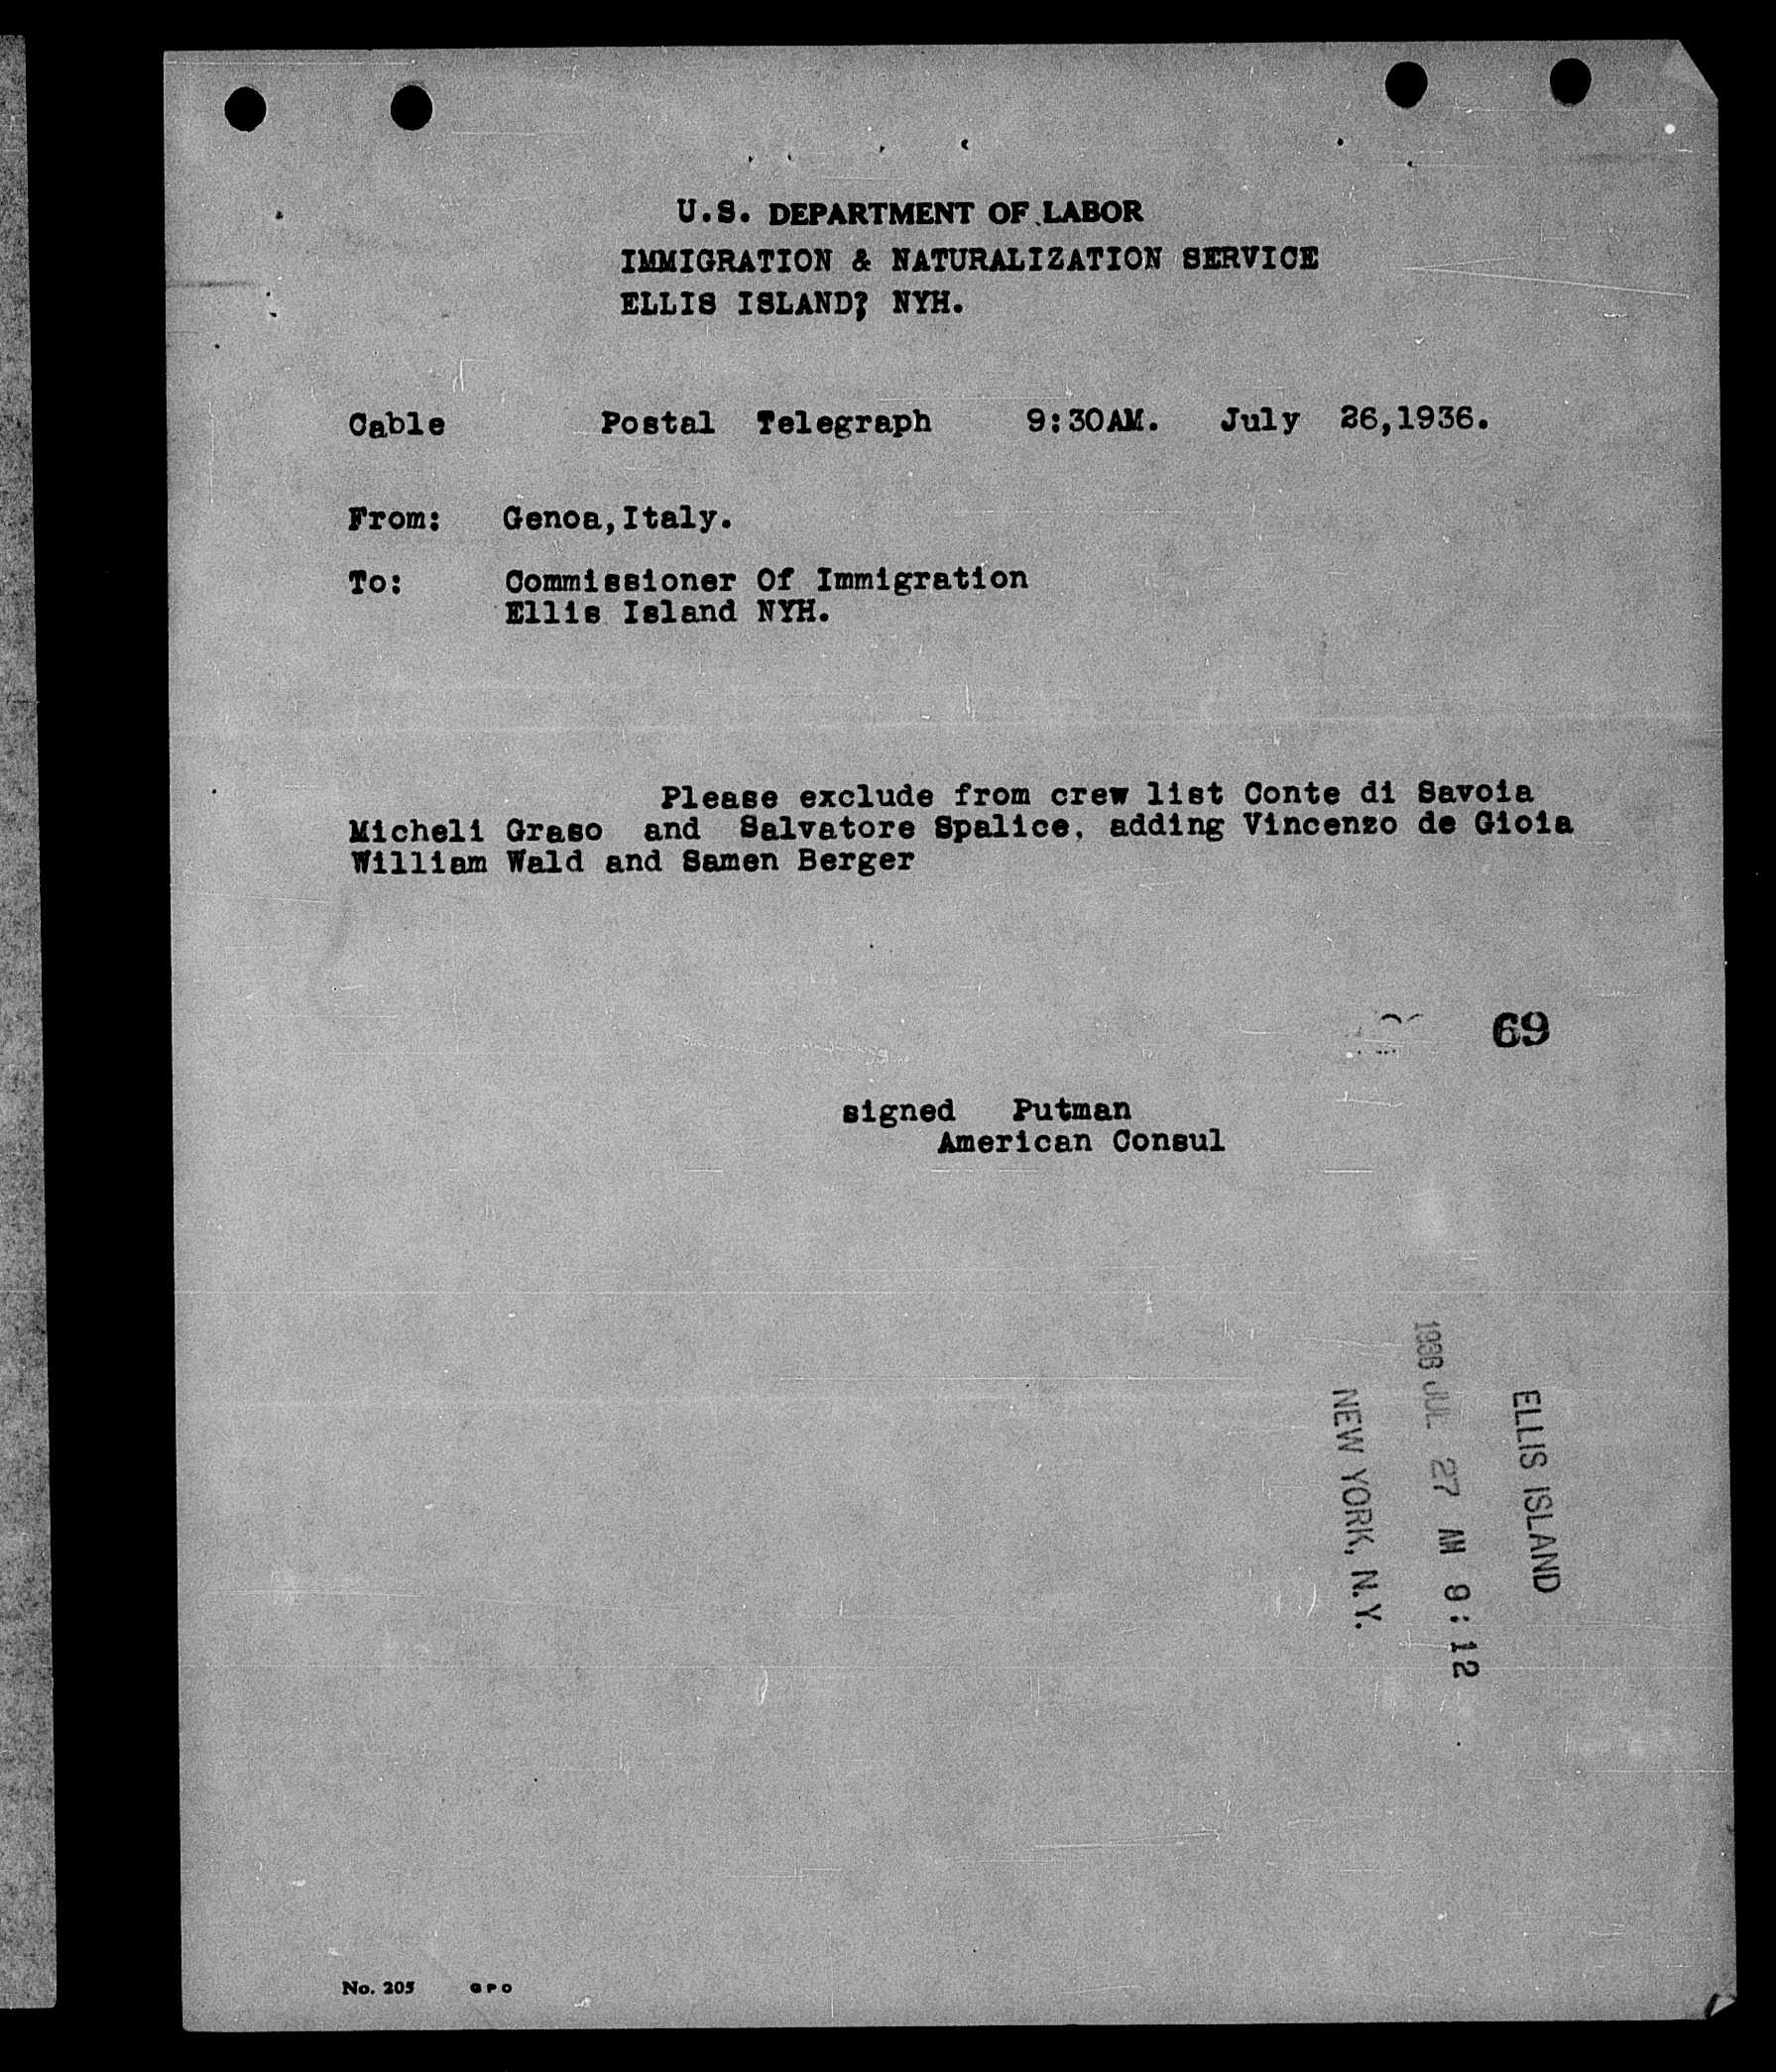 U.S. DEPARTMENT OF LABOR
IMMIGRATION & NATURALIZATION SERVICE
ELLIS ISLAND; NYH.
Cable Postal Telegraph 9:30AM. July 26,1936.
From: Genoa,Italy.
To: Commissioner Of Immigration
Ellis Island NYH.
Please exclude from crew list Conte di Savoia
Micheli Graso and Salvatore Spalice, adding Vincenzo de Gioia
William Wald and Samen Berger
69
signed Putman
American Consul
ELLIS ISLAND
1936 JUL 27 AM 9:12
NEW YORK, N.Y.
No. 205 GPO